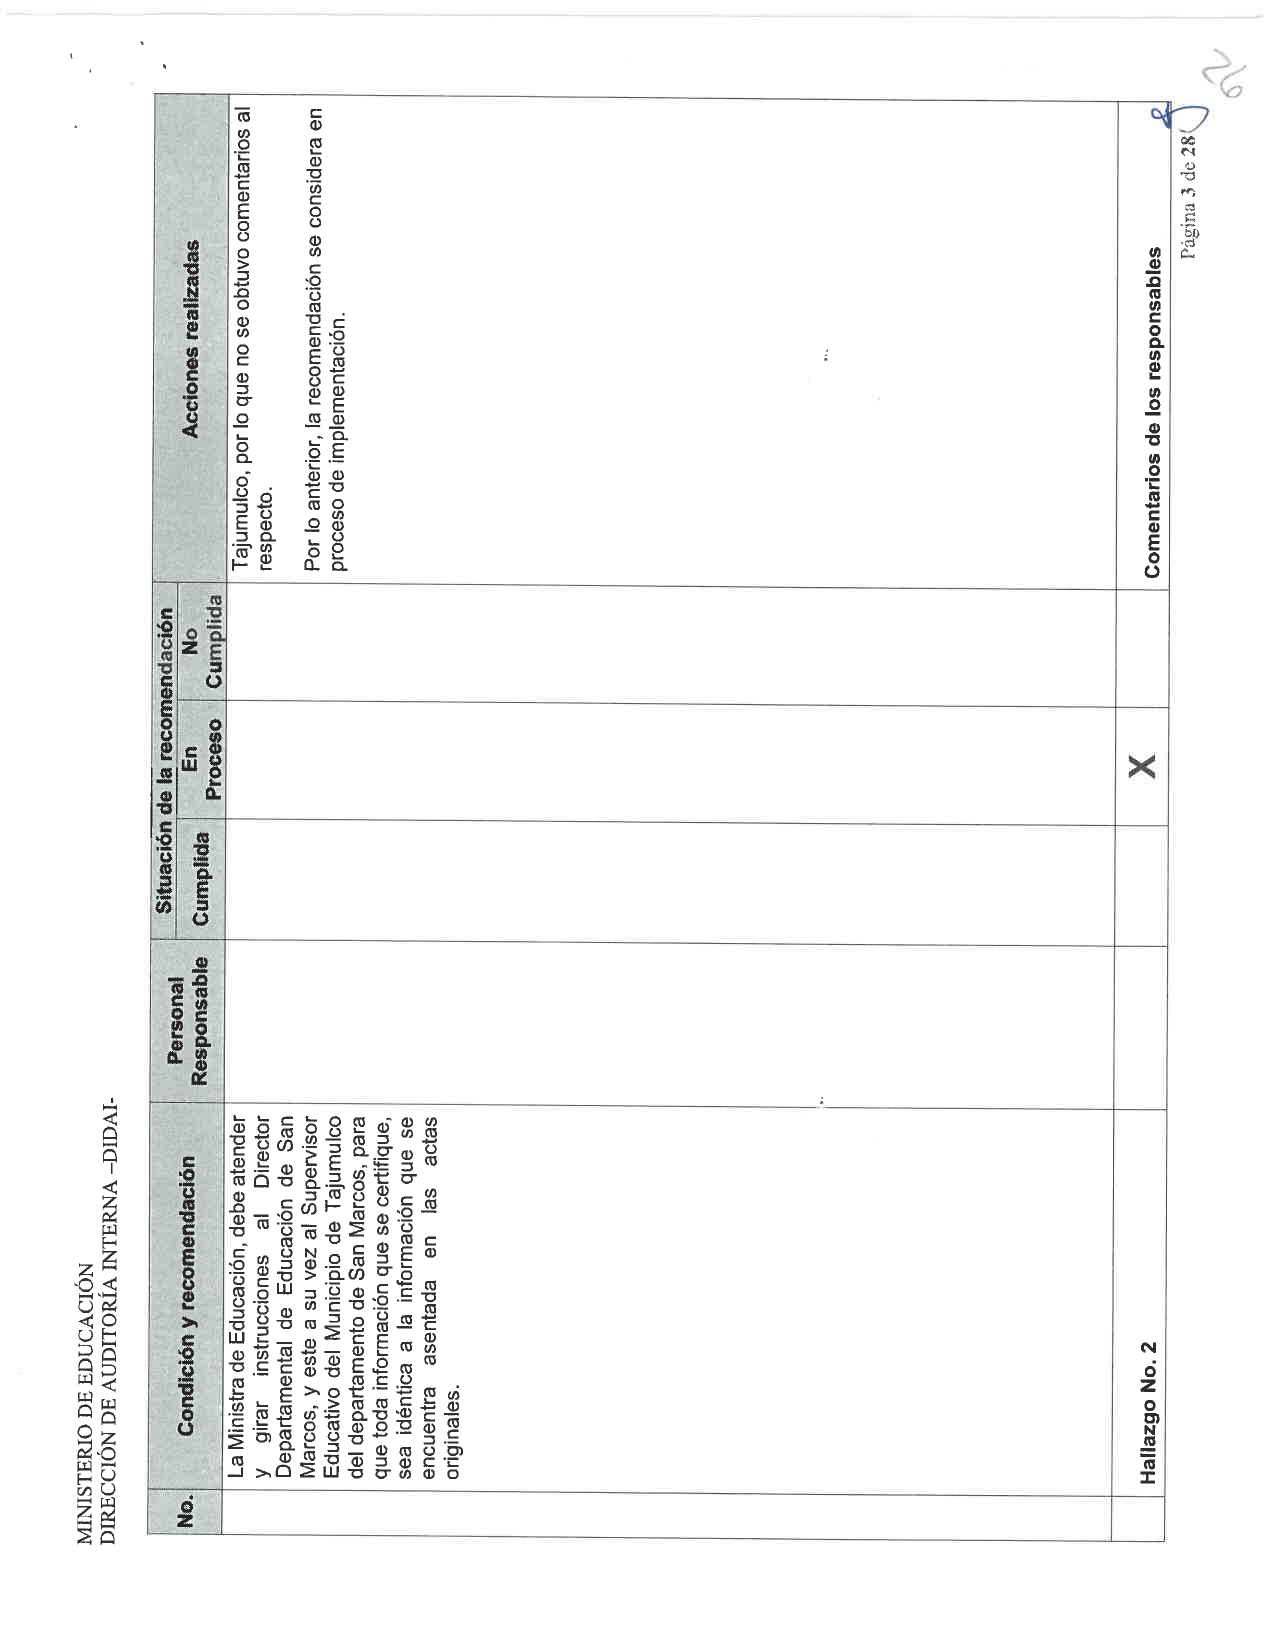 MINISTERIO DE EDUCACIÓN
DIRECCIÓN DE AUDITORÍA INTERNA –DIDAI-
No.
Condición y recomendación
Personal
Responsable
Situación de la recomendación
Cumplida
En
Proceso
No
Cumplida
Acciones realizadas
La Ministra de Educación, debe atender
y girar instrucciones al Director
Departamental de Educación de San
Marcos, y este a su vez al Supervisor
Educativo del Municipio de Tajumulco
del departamento de San Marcos, para
que toda información que se certifique,
sea idéntica a la información que se
encuentra asentada en las actas
originales.
Tajumulco, por lo que no se obtuvo comentarios al
respecto.
Por lo anterior, la recomendación se considera en
proceso de implementación.
Hallazgo No. 2
X
Comentarios de los responsables
Página 3 de 28
26